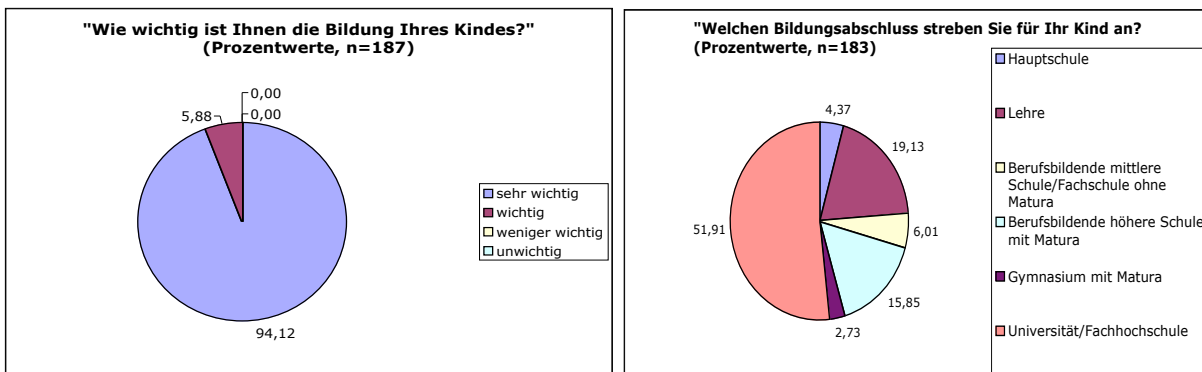 "Wie wichtig ist Ihnen die Bildung Ihres Kindes?"
(Prozentwerte, n=187)
0,00
0,00
5,88
94,12
sehr wichtig
wichtig
weniger wichtig
unwichtig
"Welchen Bildungsabschluss streben Sie für Ihr Kind an?
(Prozentwerte, n=183)
4,37
19,13
6,01
15,85
2,73
51,91
Hauptschule
Lehre
Berufsbildende mittlere
Schule/Fachschule ohne
Matura
Berufsbildende höhere Schule
mit Matura
Gymnasium mit Matura
Universität/Fachhochschule